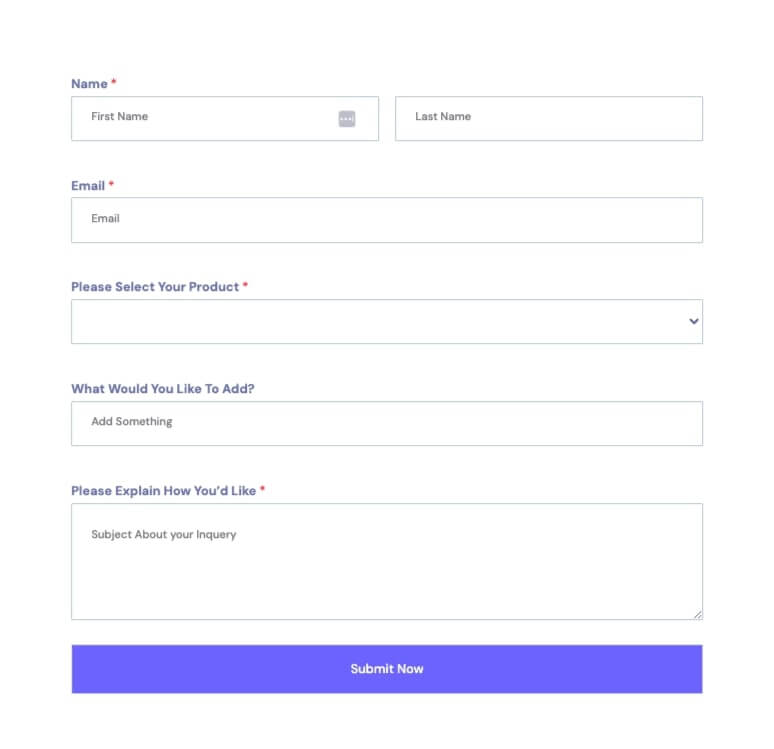 Name *
First Name
Last Name
Email *
Email
Please Select Your Product *
What Would You Like To Add?
Add Something
Please Explain How You’d Like *
Subject About your Inquery
Submit Now